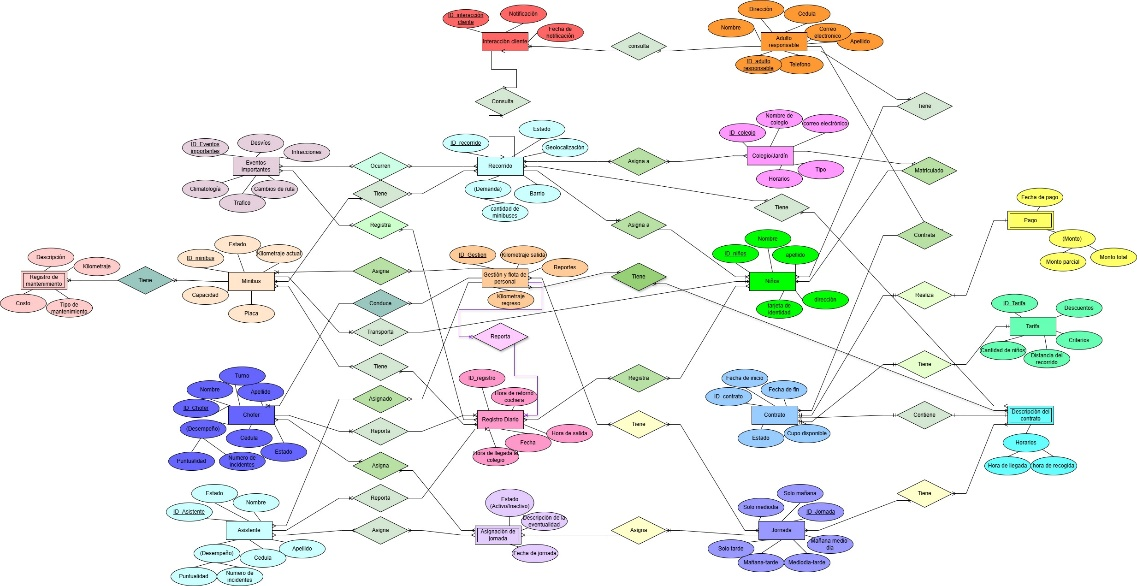 ID_interacción
cliente
Notificación
Fecha de
notificación
Interacción cliente
consulta
Dirección
Cedula
Nombre
Correo
electronico
Adulto
responsable
Apellido
ID_adulto
responsable
Telefono
Consulta
Tiene
ID_Eventos
importantes
Desvíos
Infracciones
Eventos
importantes
Climatología
Cambios de ruta
Trafico
Ocurren
Tiene
Registra
ID_recorrido
Estado
Geolocalización
Recorrido
(Demanda)
Barrio
cantidad de
minibuses
Asigna a
Nombre de
colegio
correo electrónico
ID_colegio
Colegio/Jardín
Horarios
Tipo
Matriculada
Tiene
Asigna a
Contrata
Fecha de pago
Pago
(Monto)
Monto parcial
Monto total
Descripción
Kilometraje
Registro de
mantenimiento
Costo
Tipo de
mantenimiento
Tiene
Estado
ID_minibus
Kilometraje actual
Minibux
Capacidad
Placa
Asigna
Conduce
Transporta
ID_Gestión
Kilometraje salida
Gestión y flota de
personal
Reportes
Kilometraje
regreso
Tiene
Nombre
ID_niños
apellido
Niños
tarjeta de
identidad
dirección
Realiza
ID_Tarifa
Descuentos
Tarifa
Cantidad de niños
Criterios
Distancia del
recorrido
Reporta
Tiene
Tiene
Turno
Nombre
Apellido
ID_Chofer
Chofer
(Desempeño)
Cedula
Estado
Puntualidad
Numero de
incidentes
Asignado
Reporta
Asigna
ID_registro
Hora de retorno
cochera
Registro Diario
Hora de salida
Fecha
Hora de llegada la
colegio
Registra
Tiene
Fecha de inicio
Fecha de fin
ID_contrato
Contrato
Estado
Cupo disponible
Contiene
Descripción del
contrato
Horarios
Hora de llegada
hora de recogida
Estado
Nombre
ID_Asistente
Asistente
(Desempeño)
Apellido
Cedula
Puntualidad
Numero de
incidentes
Reporta
Asigna
Estado
(Activo/Inactivo)
Descripción de la
eventualidad
Asignación de
jornada
Fecha de jornada
Asigna
Solo mañana
Solo mediodia
ID_Jornada
Jornada
Mañana medio
dia
Solo tarde
Mañana-tarde
Mediodia-tarde
Tiene